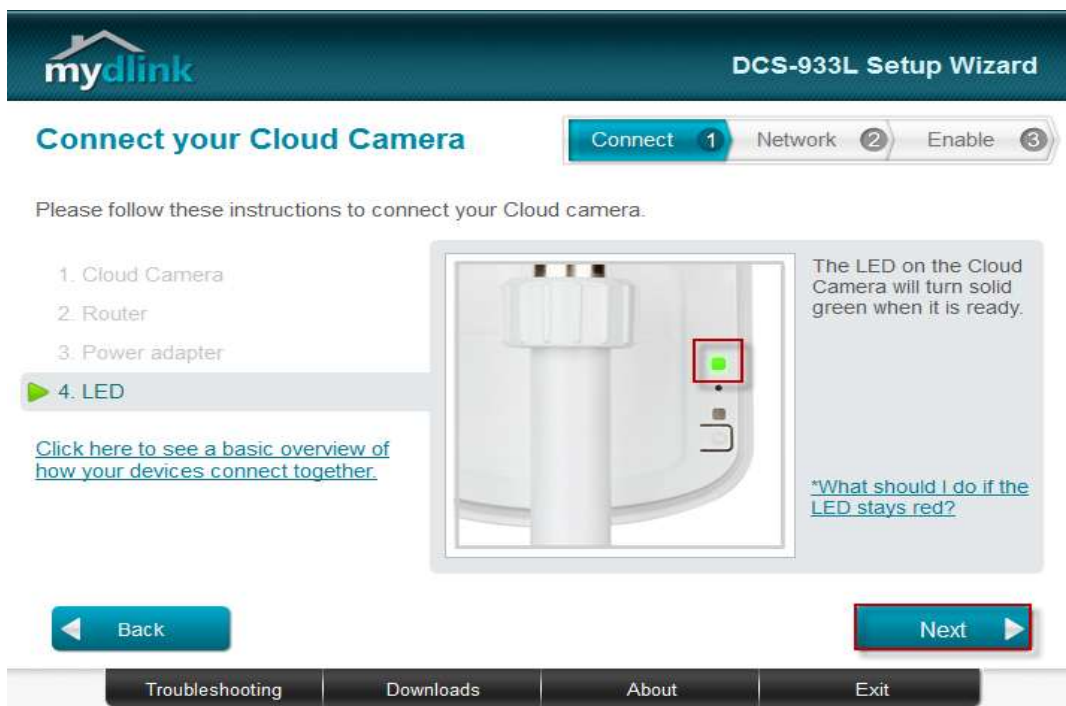 mydlink
DCS-933L Setup Wizard
Connect your Cloud Camera
Connect 1 Network 2 Enable 3
Please follow these instructions to connect your Cloud camera.
1. Cloud Camera
2. Router
3. Power adapter
4. LED
Click here to see a basic overview of
how your devices connect together.
The LED on the Cloud
Camera will turn solid
green when it is ready.
*What should I do if the
LED stays red?
Back
Next
Troubleshooting Downloads About Exit